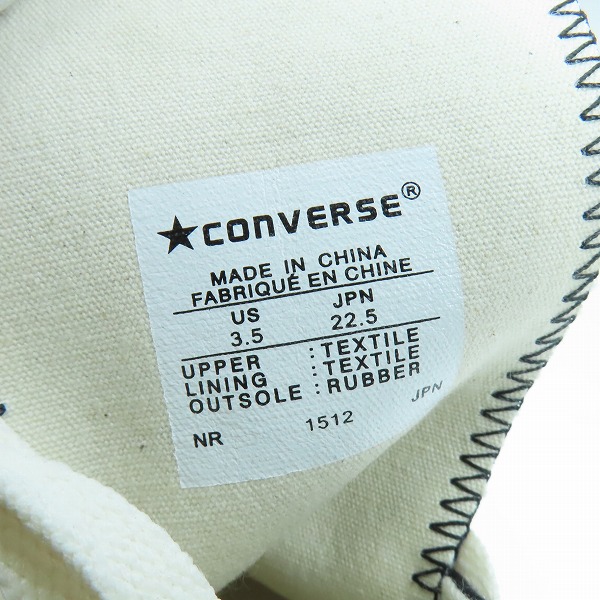 ★CONVERSE®
MADE IN CHINA
FABRIQUÉ EN CHINE
US JPN
3.5 22.5
UPPER : TEXTILE
LINING : TEXTILE
OUTSOLE : RUBBER
NR 1512 JPN